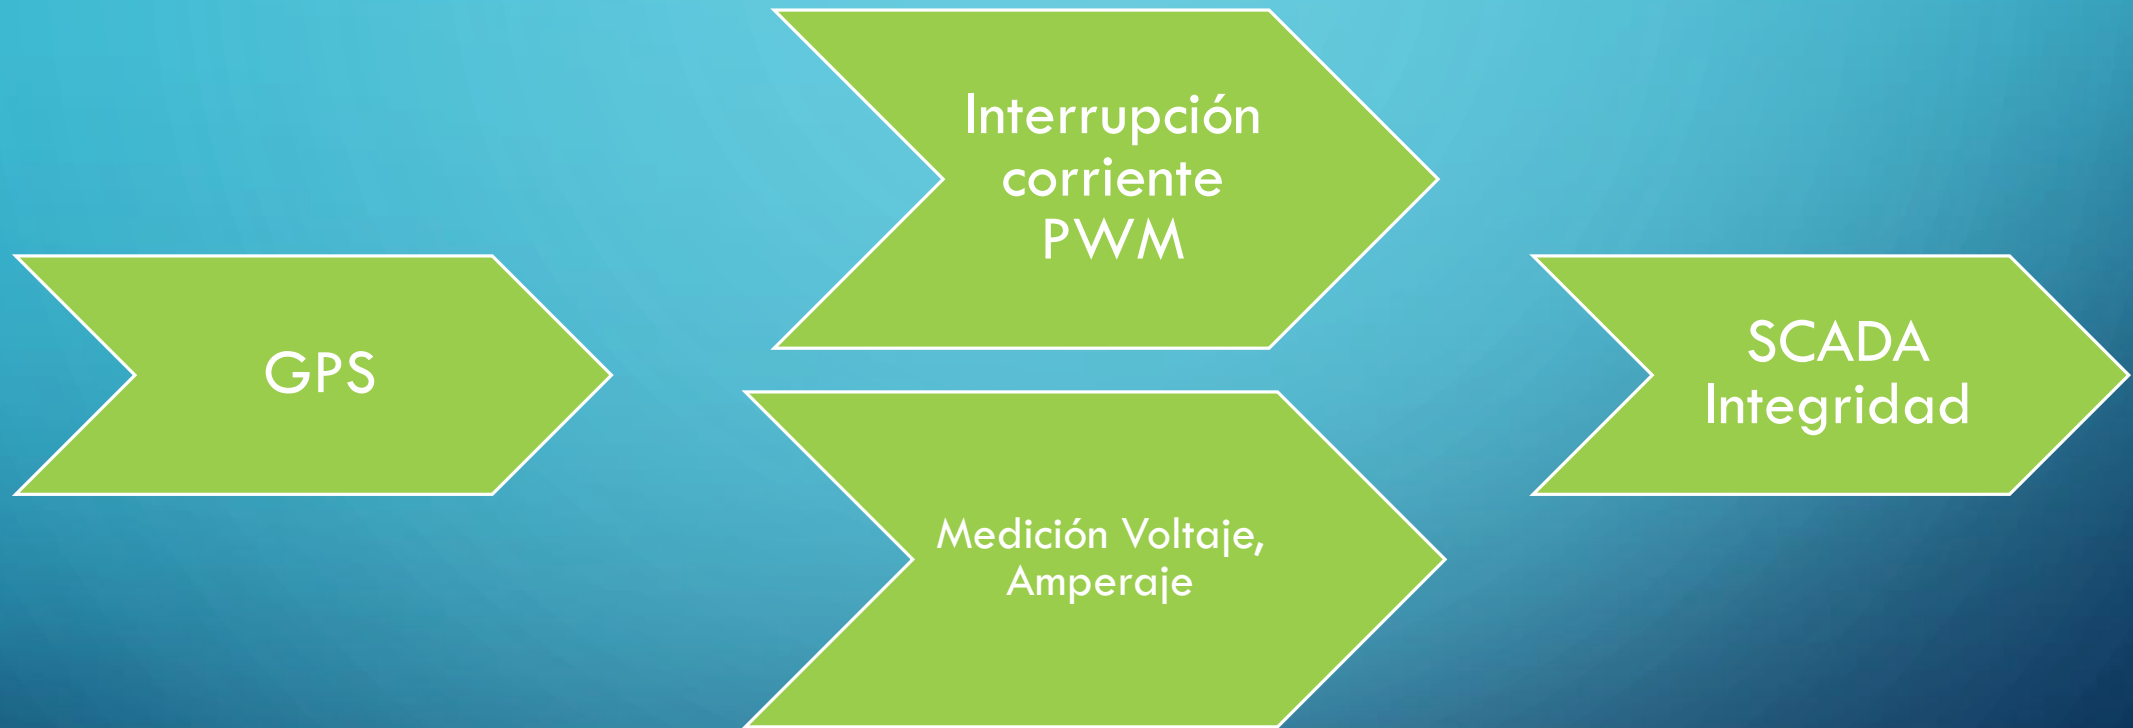 GPS
Interrupción
corriente
PWM
Medición Voltaje,
Amperaje
SCADA
Integridad